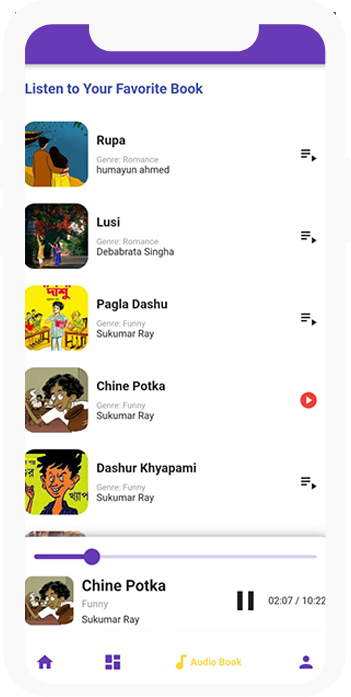 Listen to Your Favorite Book
Rupa
Genre: Romance
humayun ahmed
Lusi
Genre: Romance
Debabrata Singha
দাশু
Pagla Dashu
Genre: Funny
Sukumar Ray
Chine Potka
Genre: Funny
Sukumar Ray
Dashur Khyapami
Genre: Funny
Sukumar Ray
Chine Potka
Funny
Sukumar Ray
02:07 / 10:22
Audio Book